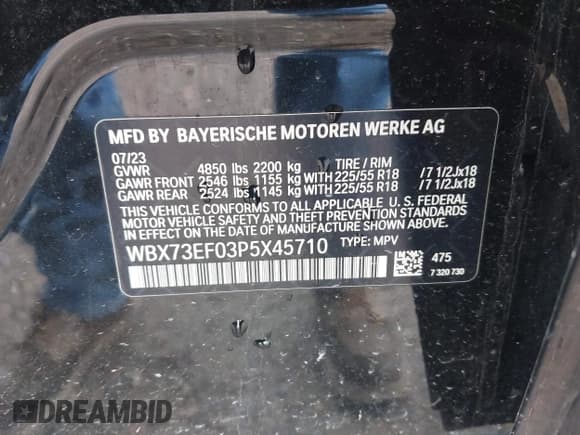 MFD BY BAYERISCHE MOTOREN WERKE AG
07/23
GVWR 4850 lbs 2200 kg TIRE / RIM
GAWR FRONT 2546 lbs 1155 kg WITH 225/55 R18 / 7 1/2Jx18
GAWR REAR 2524 lbs 1145 kg WITH 225/55 R18 / 7 1/2Jx18
THIS VEHICLE CONFORMS TO ALL APPLICABLE U. S. FEDERAL
MOTOR VEHICLE SAFETY AND THEFT PREVENTION STANDARDS
IN EFFECT ON THE DATE OF MANUFACTURE SHOWN ABOVE.
WBX73EF03P5X45710 TYPE: MPV
475
7 320 730
DREAMBID